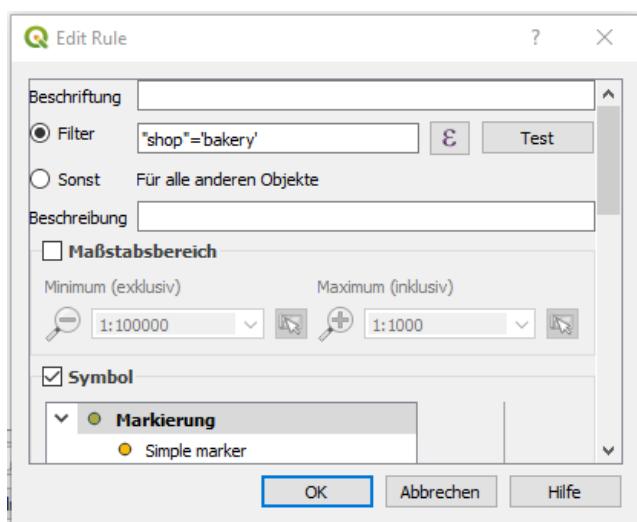 Edit Rule
Beschriftung
Filter "shop"='bakery' ε Test
Sonst Für alle anderen Objekte
Beschreibung
Maßstabsbereich
Minimum (exklusiv) Maximum (inklusiv)
1:100000 1:1000
Symbol
Markierung
Simple marker
OK Abbrechen Hilfe